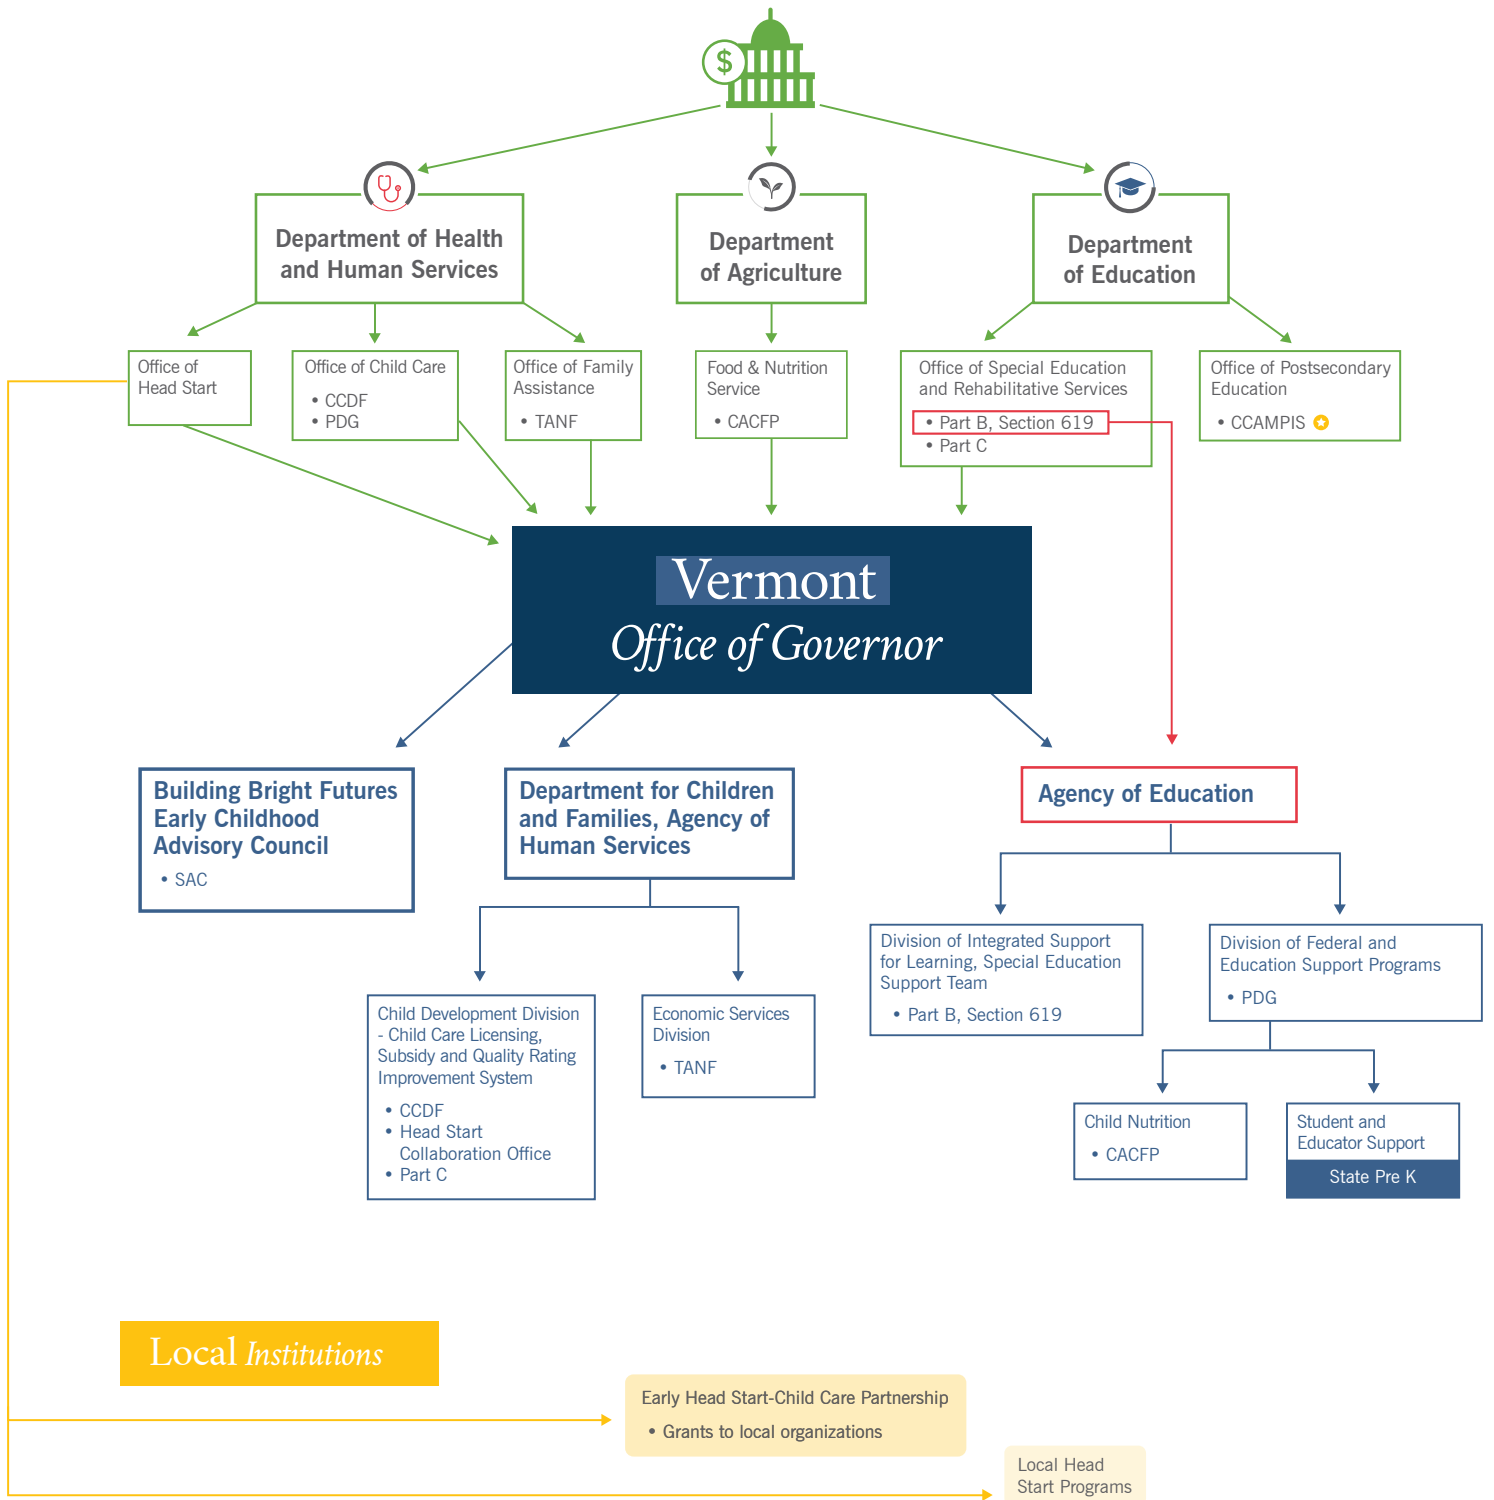 $
Department of Health
and Human Services
Department
of Agriculture
Department
of Education
Office of
Head Start
Office of Child Care
• CCDF
• PDG
Office of Family
Assistance
• TANF
Food & Nutrition
Service
• CACFP
Office of Special Education
and Rehabilitative Services
• Part B, Section 619
• Part C
Office of Postsecondary
Education
• CCAMPIS
Vermont
Office of Governor
Building Bright Futures
Early Childhood
Advisory Council
• SAC
Department for Children
and Families, Agency of
Human Services
Agency of Education
Child Development Division
- Child Care Licensing,
Subsidy and Quality Rating
Improvement System
• CCDF
• Head Start
Collaboration Office
• Part C
Economic Services
Division
• TANF
Division of Integrated Support
for Learning, Special Education
Support Team
• Part B, Section 619
Division of Federal and
Education Support Programs
• PDG
Child Nutrition
• CACFP
Student and
Educator Support
State Pre K
Local Institutions
Early Head Start-Child Care Partnership
• Grants to local organizations
Local Head
Start Programs